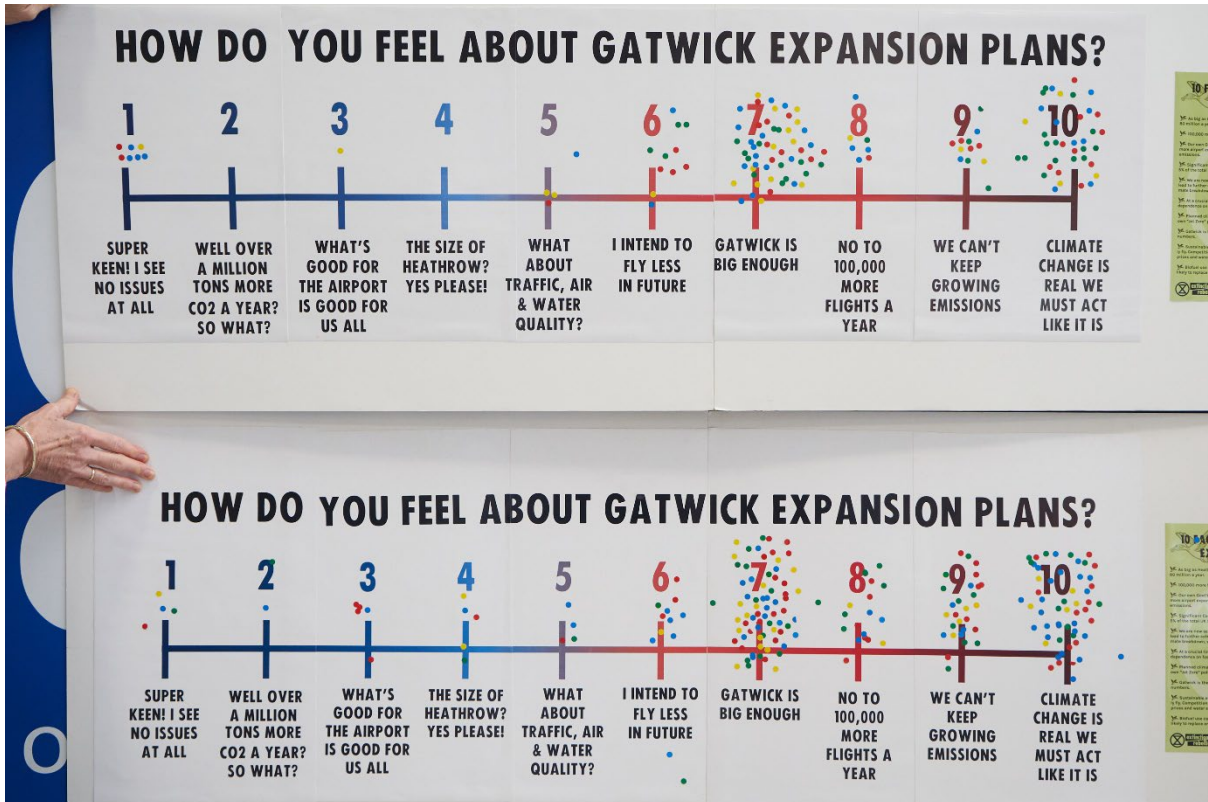 HOW DO YOU FEEL ABOUT GATWICK EXPANSION PLANS?
1 2 3 4 5 6 7 8 9 10
SUPER
KEEN! I SEE
NO ISSUES
AT ALL
WELL OVER
A MILLION
TONS MORE
CO2 A YEAR?
SO WHAT?
WHAT'S
GOOD FOR
THE AIRPORT
IS GOOD FOR
US ALL
THE SIZE OF
HEATHROW?
YES PLEASE!
WHAT
ABOUT
TRAFFIC, AIR
& WATER
QUALITY?
I INTEND TO
FLY LESS
IN FUTURE
GATWICK IS
BIG ENOUGH
NO TO
100,000
MORE
FLIGHTS A
YEAR
WE CAN'T
KEEP
GROWING
EMISSIONS
CLIMATE
CHANGE IS
REAL WE
MUST ACT
LIKE IT IS
10
HOW DO YOU FEEL ABOUT GATWICK EXPANSION PLANS?
1 2 3 4 5 6 7 8 9 10
SUPER
KEEN! I SEE
NO ISSUES
AT ALL
WELL OVER
A MILLION
TONS MORE
CO2 A YEAR?
SO WHAT?
WHAT'S
GOOD FOR
THE AIRPORT
IS GOOD FOR
US ALL
THE SIZE OF
HEATHROW?
YES PLEASE!
WHAT
ABOUT
TRAFFIC, AIR
& WATER
QUALITY?
I INTEND TO
FLY LESS
IN FUTURE
GATWICK IS
BIG ENOUGH
NO TO
100,000
MORE
FLIGHTS A
YEAR
WE CAN'T
KEEP
GROWING
EMISSIONS
CLIMATE
CHANGE IS
REAL WE
MUST ACT
LIKE IT IS
10
O